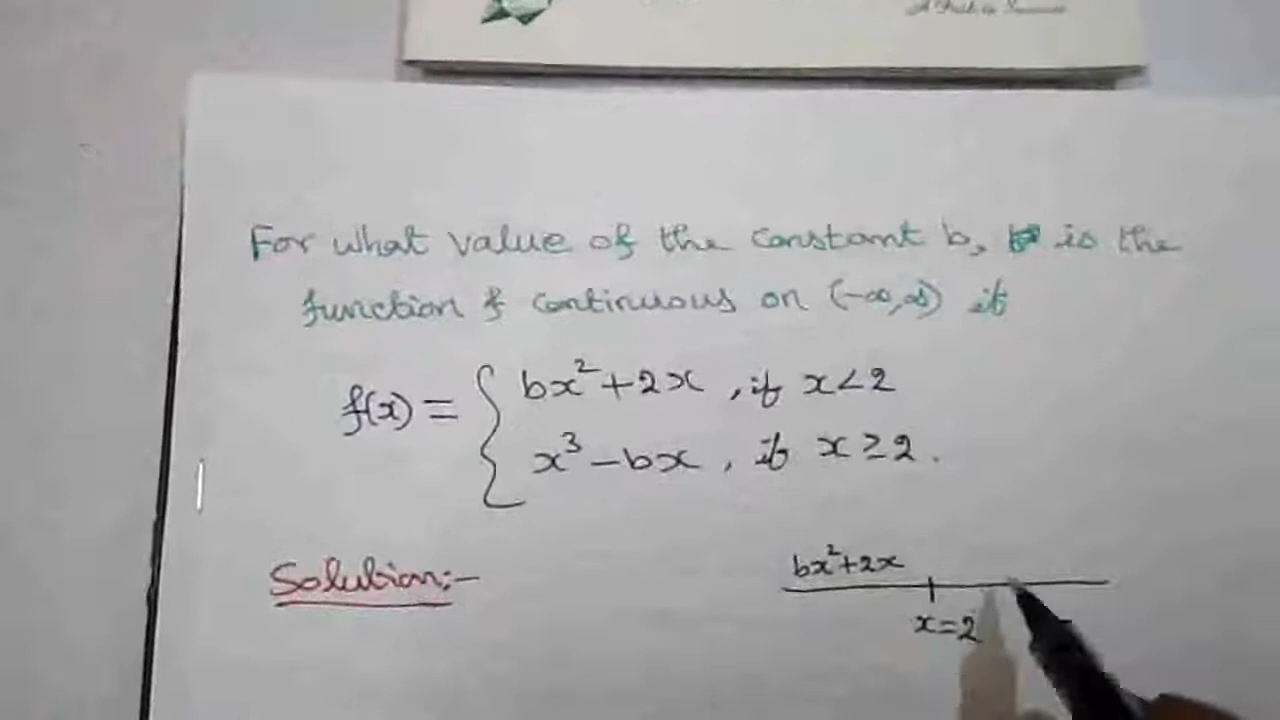 For what value of the constant b, is the
function f continuous on (-∞,∞) if
f(x) = { bx²+2x , if x<2
x³-bx , if x≥2.
Solution:-
bx²+2x
x=2